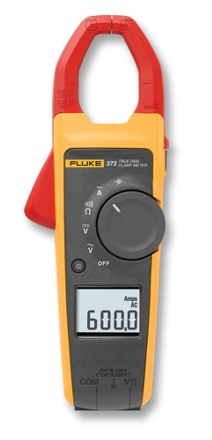 FLUKE 373 TRUE RMS
CLAMP METER
A
Ω
V
V
OFF
Amps
AC
600.0
COM VΩ